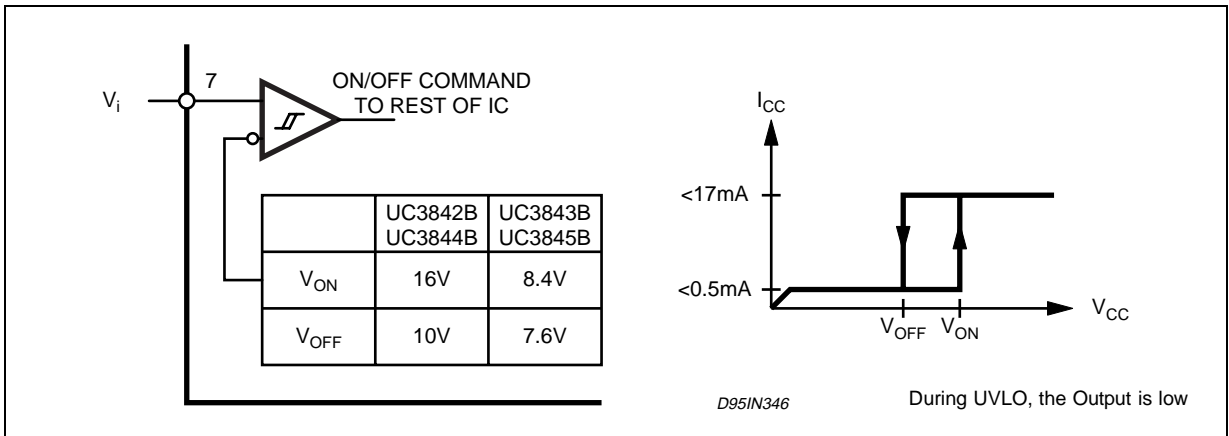 7
ON/OFF COMMAND
TO REST OF IC
Vi
UC3842B UC3843B
UC3844B UC3845B
VON 16V 8.4V
VOFF 10V 7.6V
ICC
<17mA
<0.5mA
VOFF VON
VCC
D95IN346
During UVLO, the Output is low